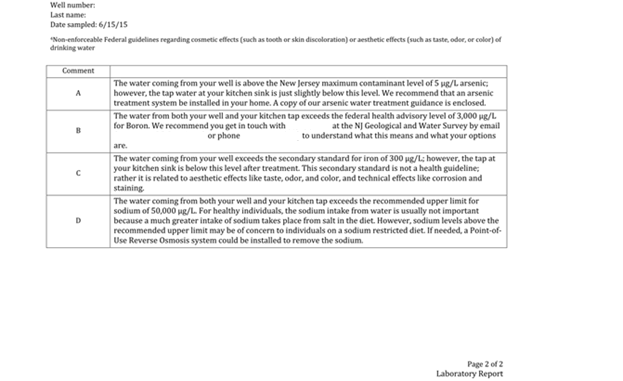 Well number:
Last name:
Date sampled: 6/15/15
*Non-enforceable Federal guidelines regarding cosmetic effects (such as tooth or skin discoloration) or aesthetic effects (such as taste, odor, or color) of
drinking water
Comment
A
The water coming from your well is above the New Jersey maximum contaminant level of 5 µg/L arsenic;
however, the tap water at your kitchen sink is just slightly below this level. We recommend that an arsenic
treatment system be installed in your home. A copy of our arsenic water treatment guidance is enclosed.
B
The water from both your well and your kitchen tap exceeds the federal health advisory level of 3,000 µg/L
for Boron. We recommend you get in touch with at the NJ Geological and Water Survey by email
or phone to understand what this means and what your options
are.
C
The water coming from your well exceeds the secondary standard for iron of 300 µg/L; however, the tap at
your kitchen sink is below this level after treatment. This secondary standard is not a health guideline;
rather it is related to aesthetic effects like taste, odor, and color, and technical effects like corrosion and
staining.
D
The water coming from both your well and your kitchen tap exceeds the recommended upper limit for
sodium of 50,000 µg/L. For healthy individuals, the sodium intake from water is usually not important
because a much greater intake of sodium takes place from salt in the diet. However, sodium levels above the
recommended upper limit may be of concern to individuals on a sodium restricted diet. If needed, a Point-of-
Use Reverse Osmosis system could be installed to remove the sodium.
Page 2 of 2
Laboratory Report